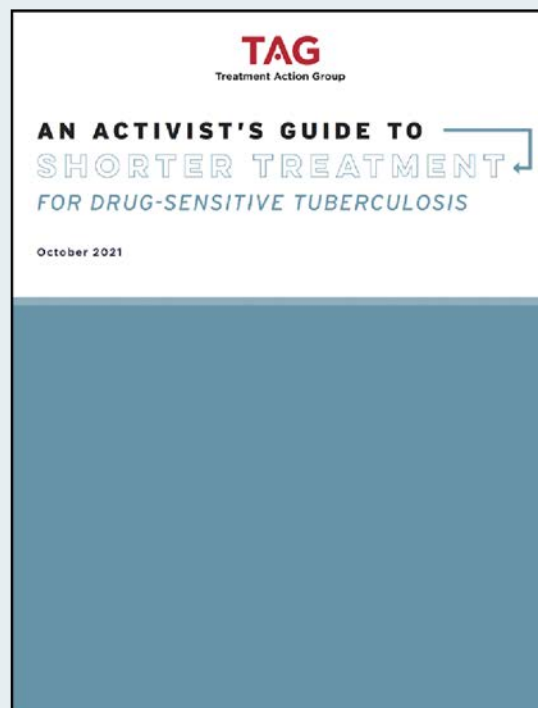 TAG
Treatment Action Group
AN ACTIVIST'S GUIDE TO
SHORTER TREATMENT
FOR DRUG-SENSITIVE TUBERCULOSIS
October 2021